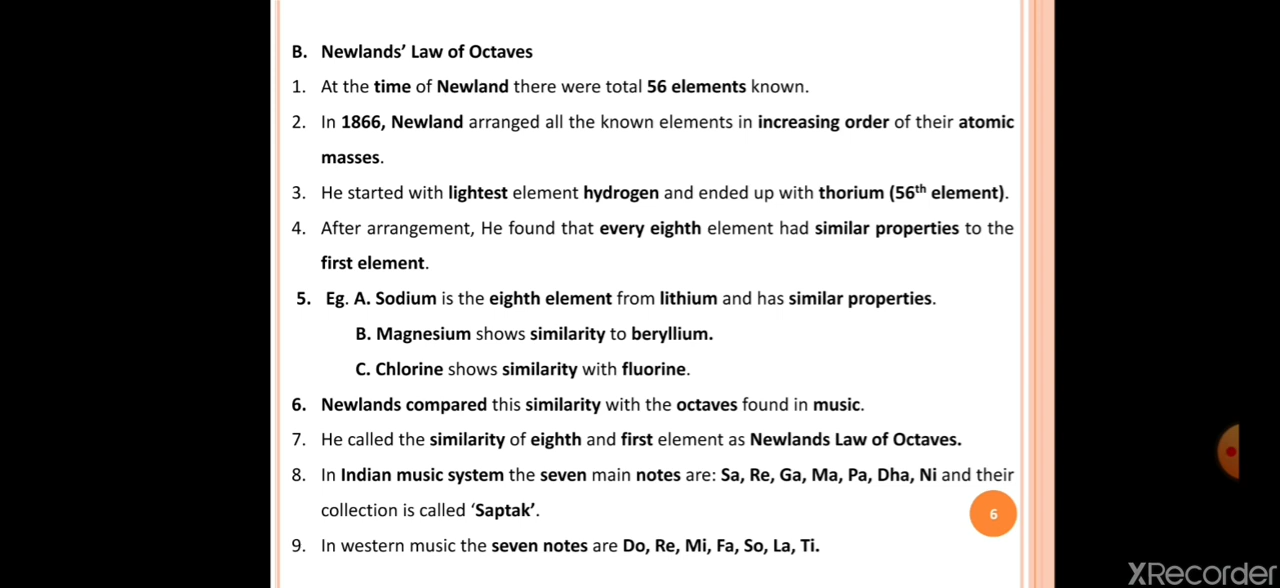 B. Newlands' Law of Octaves
1. At the time of Newland there were total 56 elements known.
2. In 1866, Newland arranged all the known elements in increasing order of their atomic
masses.
3. He started with lightest element hydrogen and ended up with thorium (56th element).
4. After arrangement, He found that every eighth element had similar properties to the
first element.
5. Eg. A. Sodium is the eighth element from lithium and has similar properties.
B. Magnesium shows similarity to beryllium.
C. Chlorine shows similarity with fluorine.
6. Newlands compared this similarity with the octaves found in music.
7. He called the similarity of eighth and first element as Newlands Law of Octaves.
8. In Indian music system the seven main notes are: Sa, Re, Ga, Ma, Pa, Dha, Ni and their
collection is called 'Saptak'.
6
9. In western music the seven notes are Do, Re, Mi, Fa, So, La, Ti.
XRecorder